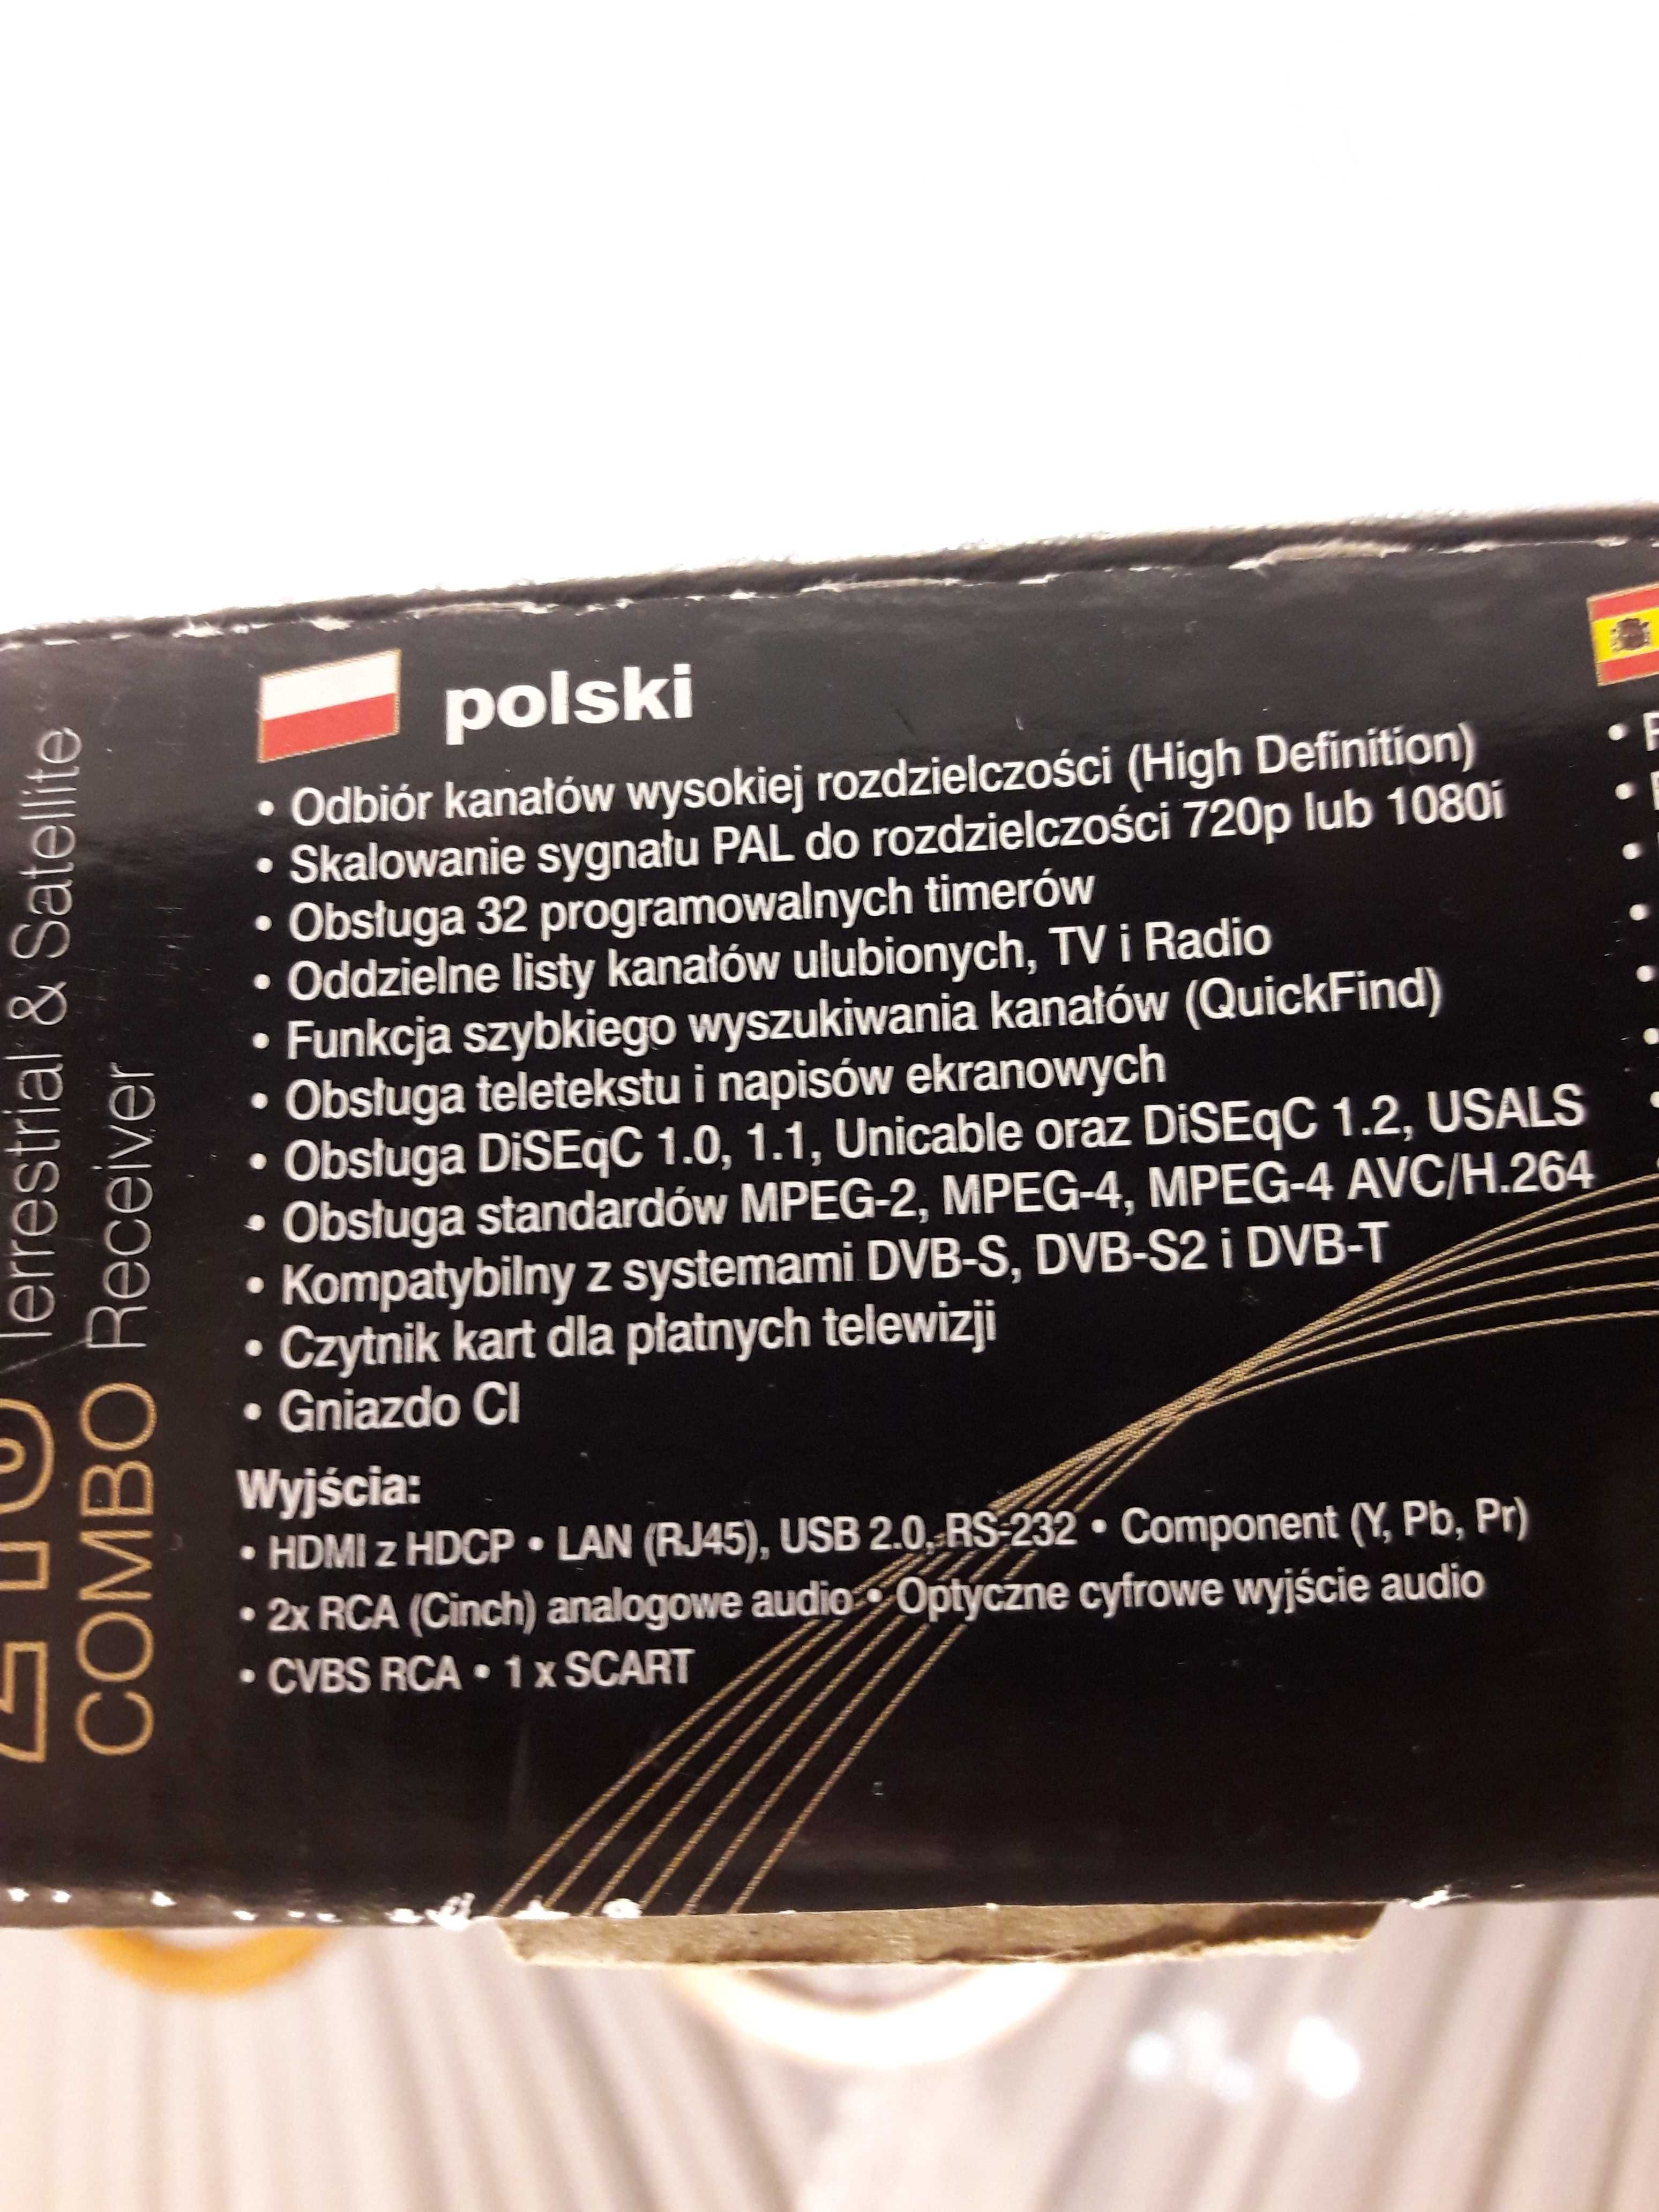 Terrestrial & Satellite
COMBO Receiver
polski
• Odbiór kanałów wysokiej rozdzielczości (High Definition)
• Skalowanie sygnału PAL do rozdzielczości 720p lub 1080i
• Obsługa 32 programowalnych timerów
• Oddzielne listy kanałów ulubionych, TV i Radio
• Funkcja szybkiego wyszukiwania kanałów (QuickFind)
• Obsługa teletekstu i napisów ekranowych
• Obsługa DiSEqC 1.0, 1.1, Unicable oraz DiSEqC 1.2, USALS
• Obsługa standardów MPEG-2, MPEG-4, MPEG-4 AVC/H.264
• Kompatybilny z systemami DVB-S, DVB-S2 i DVB-T
• Czytnik kart dla płatnych telewizji
• Gniazdo CI
Wyjścia:
• HDMI z HDCP • LAN (RJ45), USB 2.0, RS-232 • Component (Y, Pb, Pr)
• 2x RCA (Cinch) analogowe audio • Optyczne cyfrowe wyjście audio
• CVBS RCA • 1 x SCART